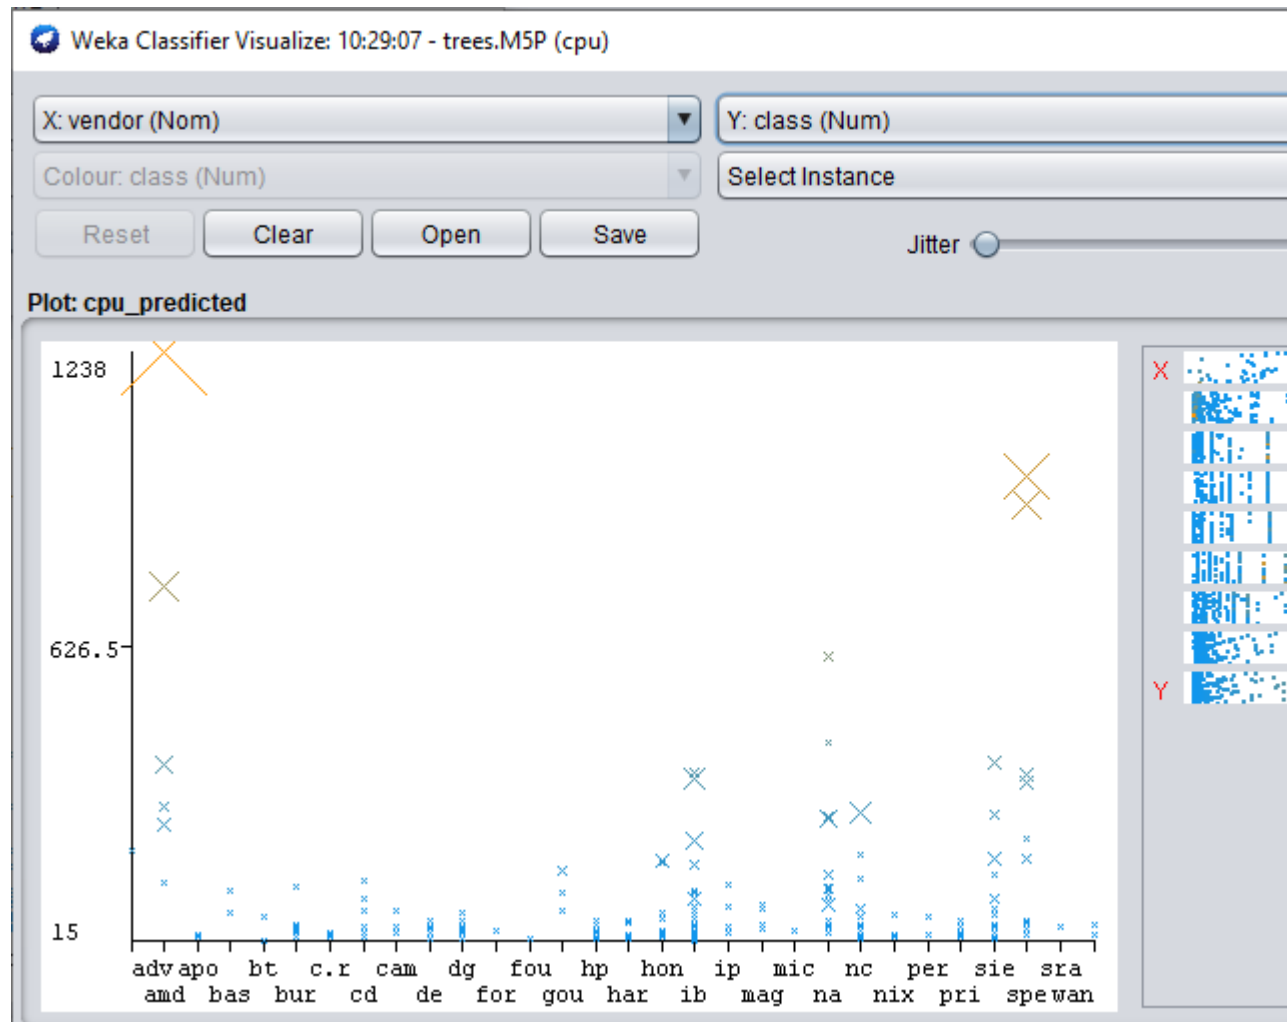 Weka Classifier Visualize: 10:29:07 - trees.M5P (cpu)
X: vendor (Nom) Y: class (Num)
Colour: class (Num) Select Instance
Reset Clear Open Save Jitter
Plot: cpu_predicted
1238
626.5
15
X
Y
adv apo bt c.r cam dg fou hp hon ip mic nc per sie sra
amd bas bur cd de for gou har ib mag na nix pri spe wan